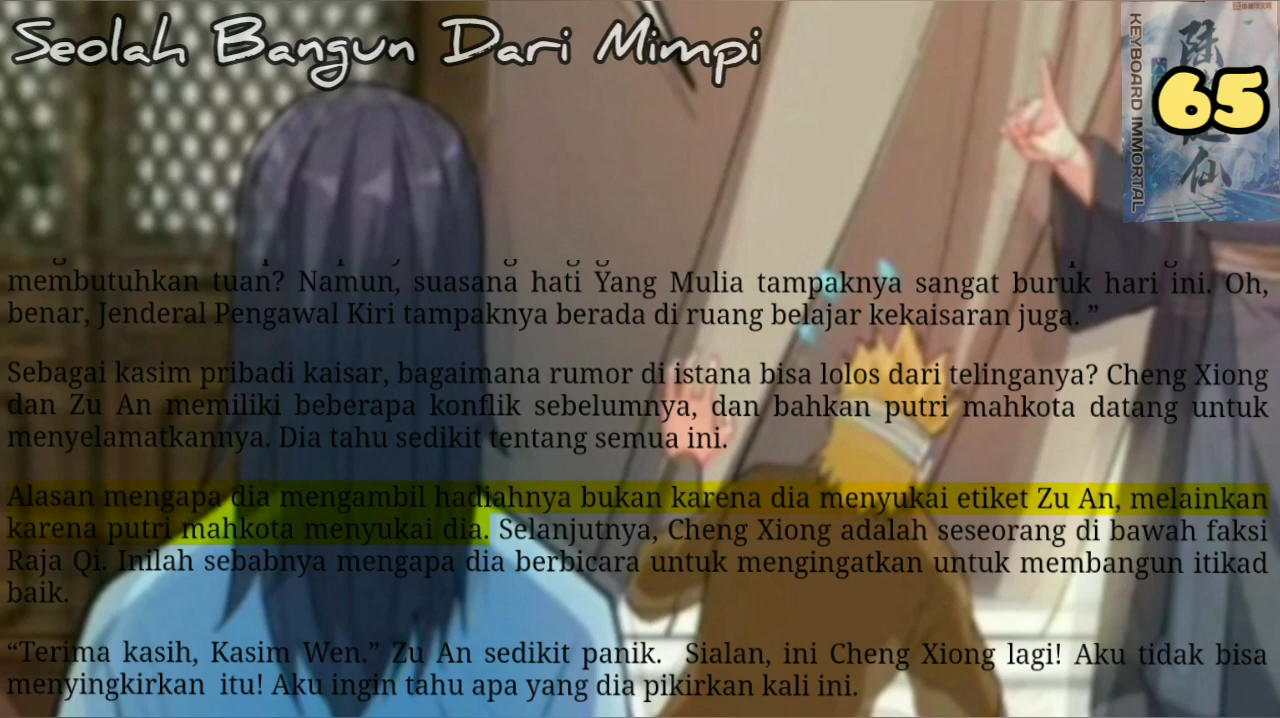 Seolah Bangun Dari Mimpi
KEYBOARD IMMORTAL
65
membutuhkan tuan? Namun, suasana hati Yang Mulia tampaknya sangat buruk hari ini. Oh,
benar, Jenderal Pengawal Kiri tampaknya berada di ruang belajar kekaisaran juga. ”
Sebagai kasim pribadi kaisar, bagaimana rumor di istana bisa lolos dari telinganya? Cheng Xiong
dan Zu An memiliki beberapa konflik sebelumnya, dan bahkan putri mahkota datang untuk
menyelamatkannya. Dia tahu sedikit tentang semua ini.
Alasan mengapa dia mengambil hadiahnya bukan karena dia menyukai etiket Zu An, melainkan
karena putri mahkota menyukai dia. Selanjutnya, Cheng Xiong adalah seseorang di bawah faksi
Raja Qi. Inilah sebabnya mengapa dia berbicara untuk mengingatkan untuk membangun itikad
baik.
“Terima kasih, Kasim Wen.” Zu An sedikit panik.  Sialan, ini Cheng Xiong lagi! Aku tidak bisa
menyingkirkan  itu! Aku ingin tahu apa yang dia pikirkan kali ini.